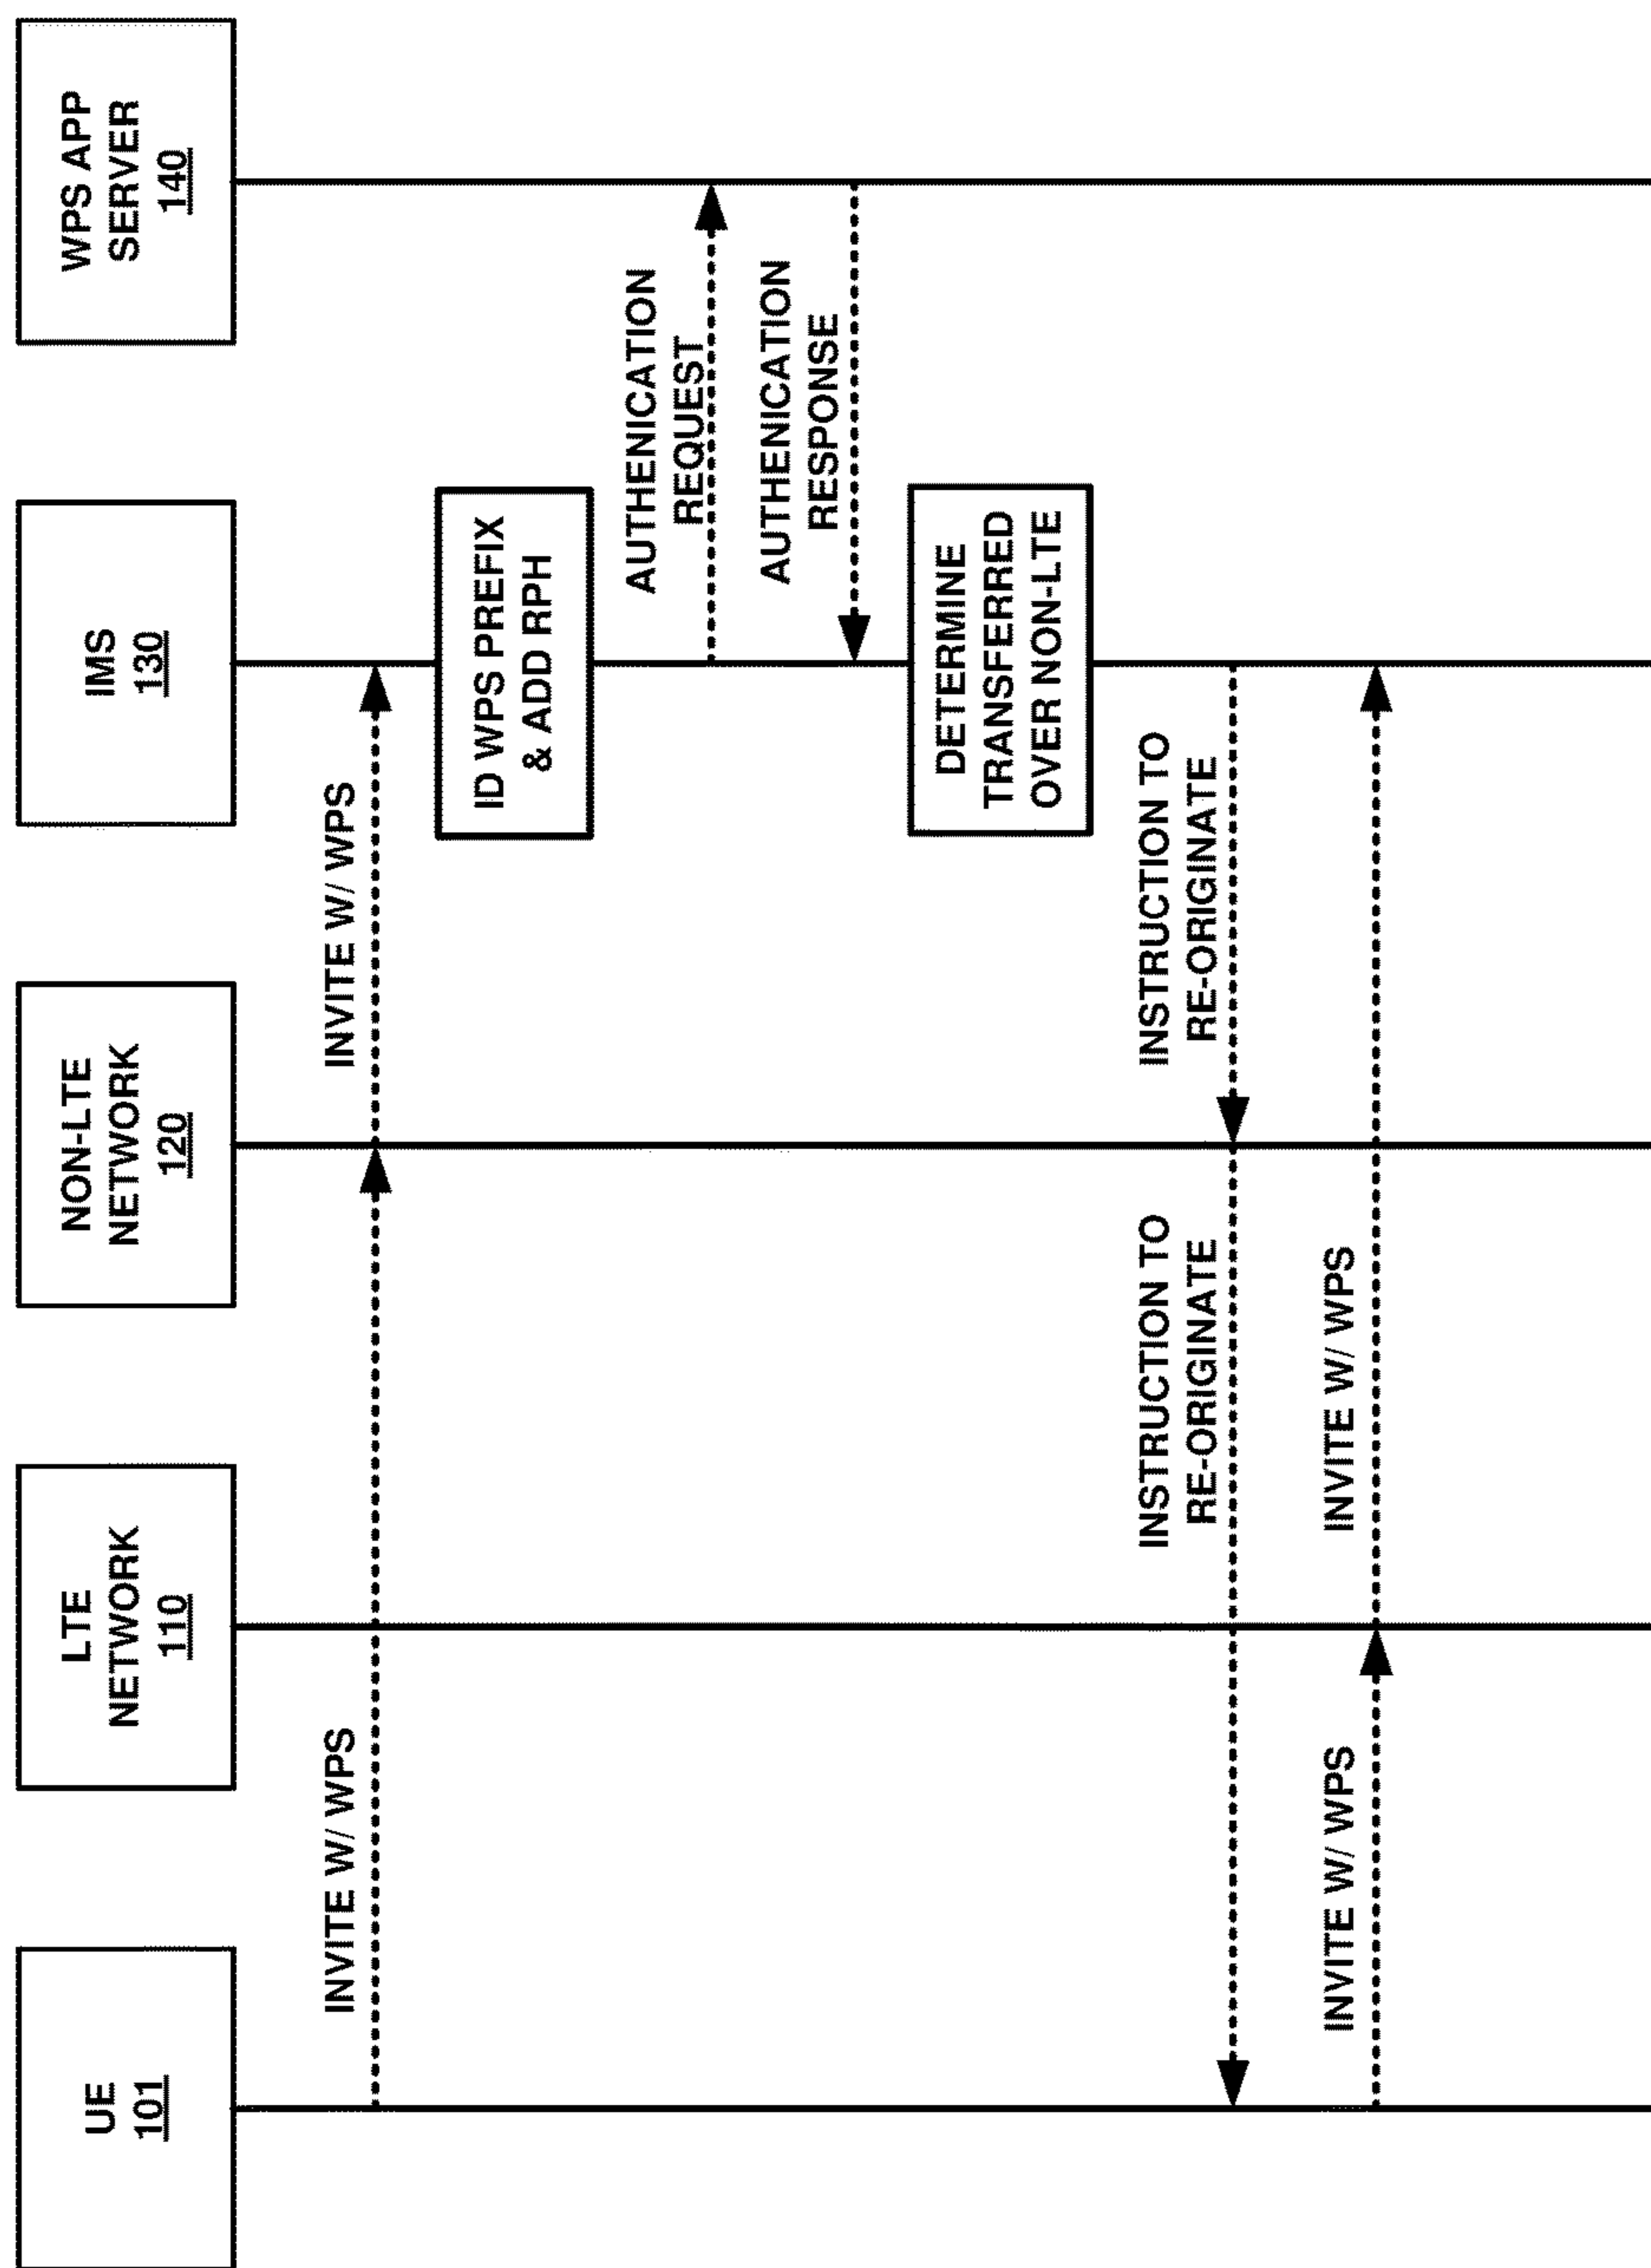 UE
101
LTE
NETWORK
110
NON-LTE
NETWORK
120
IMS
130
WPS APP
SERVER
140
INVITE W/ WPS
INVITE W/ WPS
ID WPS PREFIX
& ADD RPH
AUTHENICATION
REQUEST
AUTHENICATION
RESPONSE
DETERMINE
TRANSFERRED
OVER NON-LTE
INSTRUCTION TO
RE-ORIGINATE
INSTRUCTION TO
RE-ORIGINATE
INVITE W/ WPS
INVITE W/ WPS